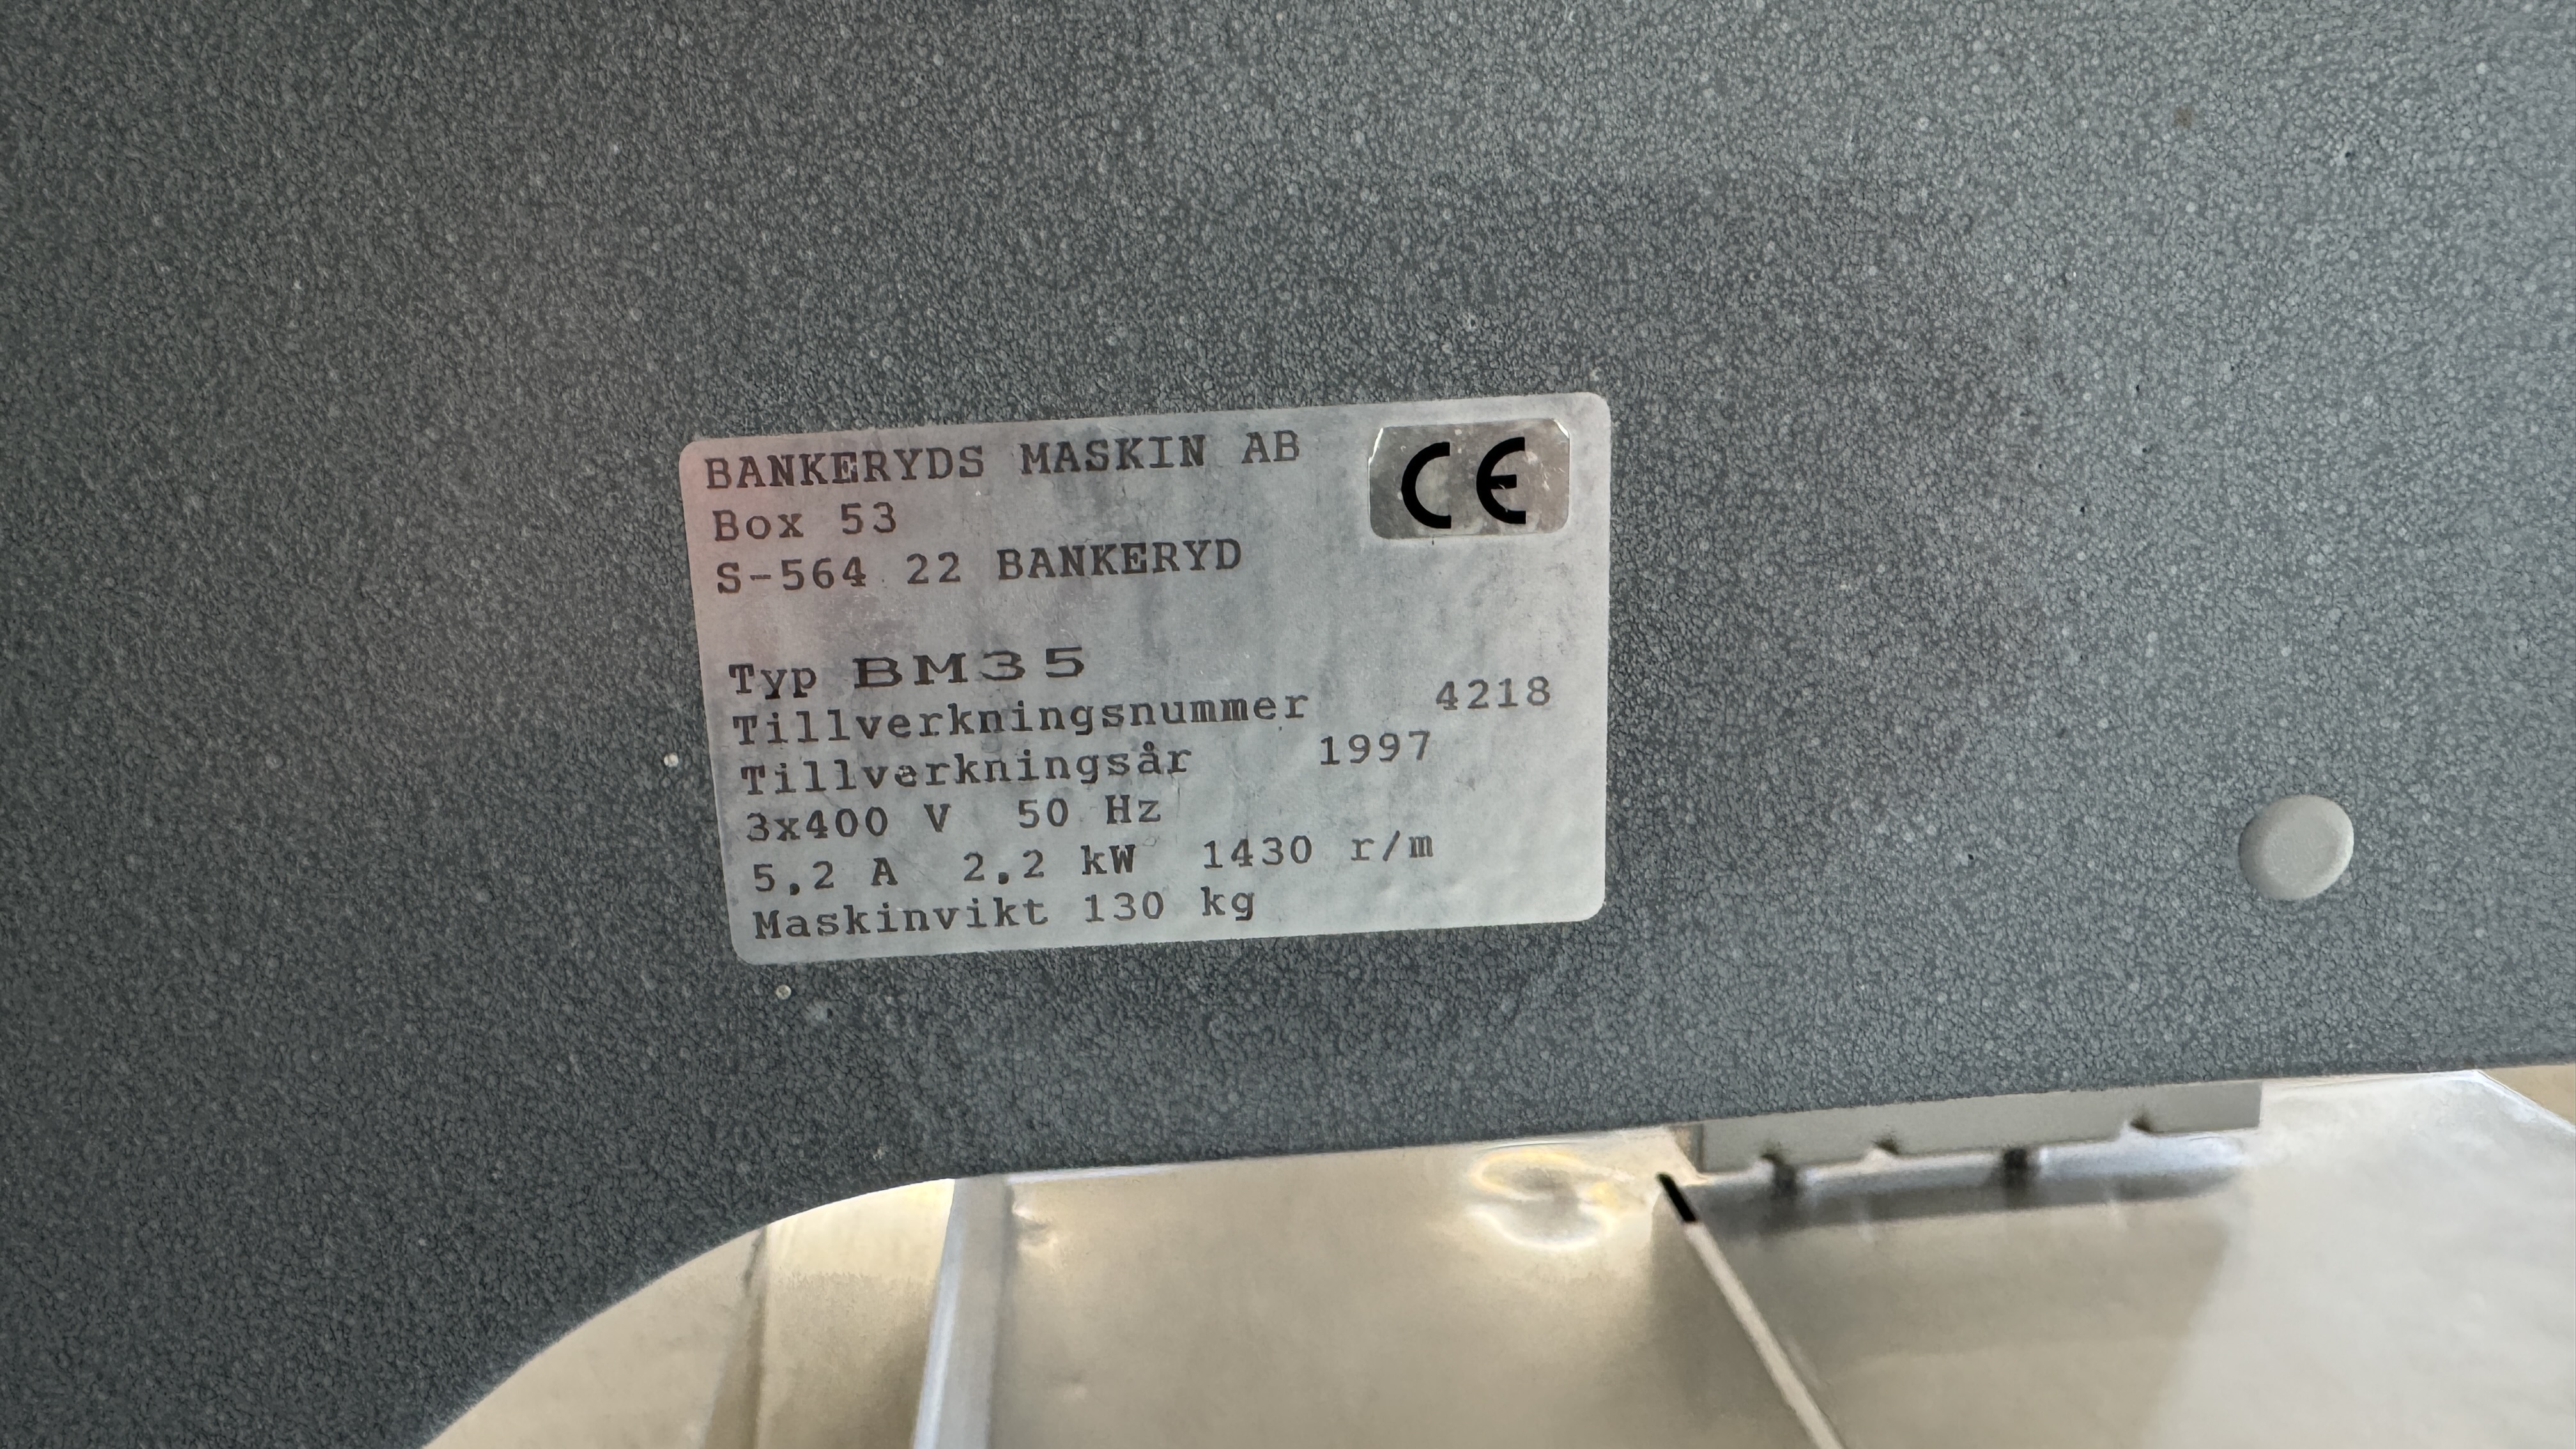 BANKERYDS MASKIN AB
CE
Box 53
S-564 22 BANKERYD
Typ BM35
Tillverkningsnummer 4218
Tillverkningsår 1997
3x400 V 50 Hz
5,2 A 2,2 kW 1430 r/m
Maskinvikt 130 kg